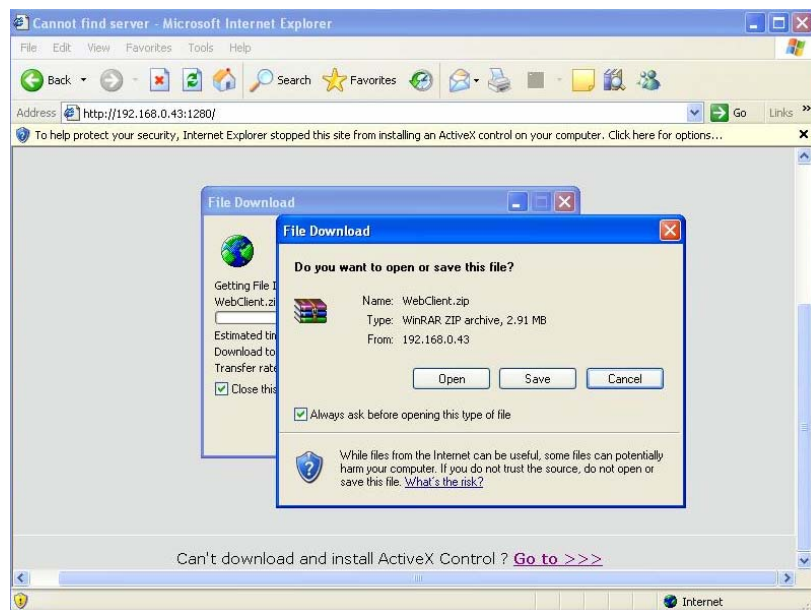 Cannot find server - Microsoft Internet Explorer
File Edit View Favorites Tools Help
Back Search Favorites
Address http://192.168.0.43:1280/ Go Links »
To help protect your security, Internet Explorer stopped this site from installing an ActiveX control on your computer. Click here for options...
File Download
Getting File I
WebClient.zi
Estimated tim
Download to
Transfer rate
Close this
File Download
Do you want to open or save this file?
Name: WebClient.zip
Type: WinRAR ZIP archive, 2.91 MB
From: 192.168.0.43
Open Save Cancel
Always ask before opening this type of file
While files from the Internet can be useful, some files can potentially
harm your computer. If you do not trust the source, do not open or
save this file. What's the risk?
Can't download and install ActiveX Control ? Go to >>>
Internet